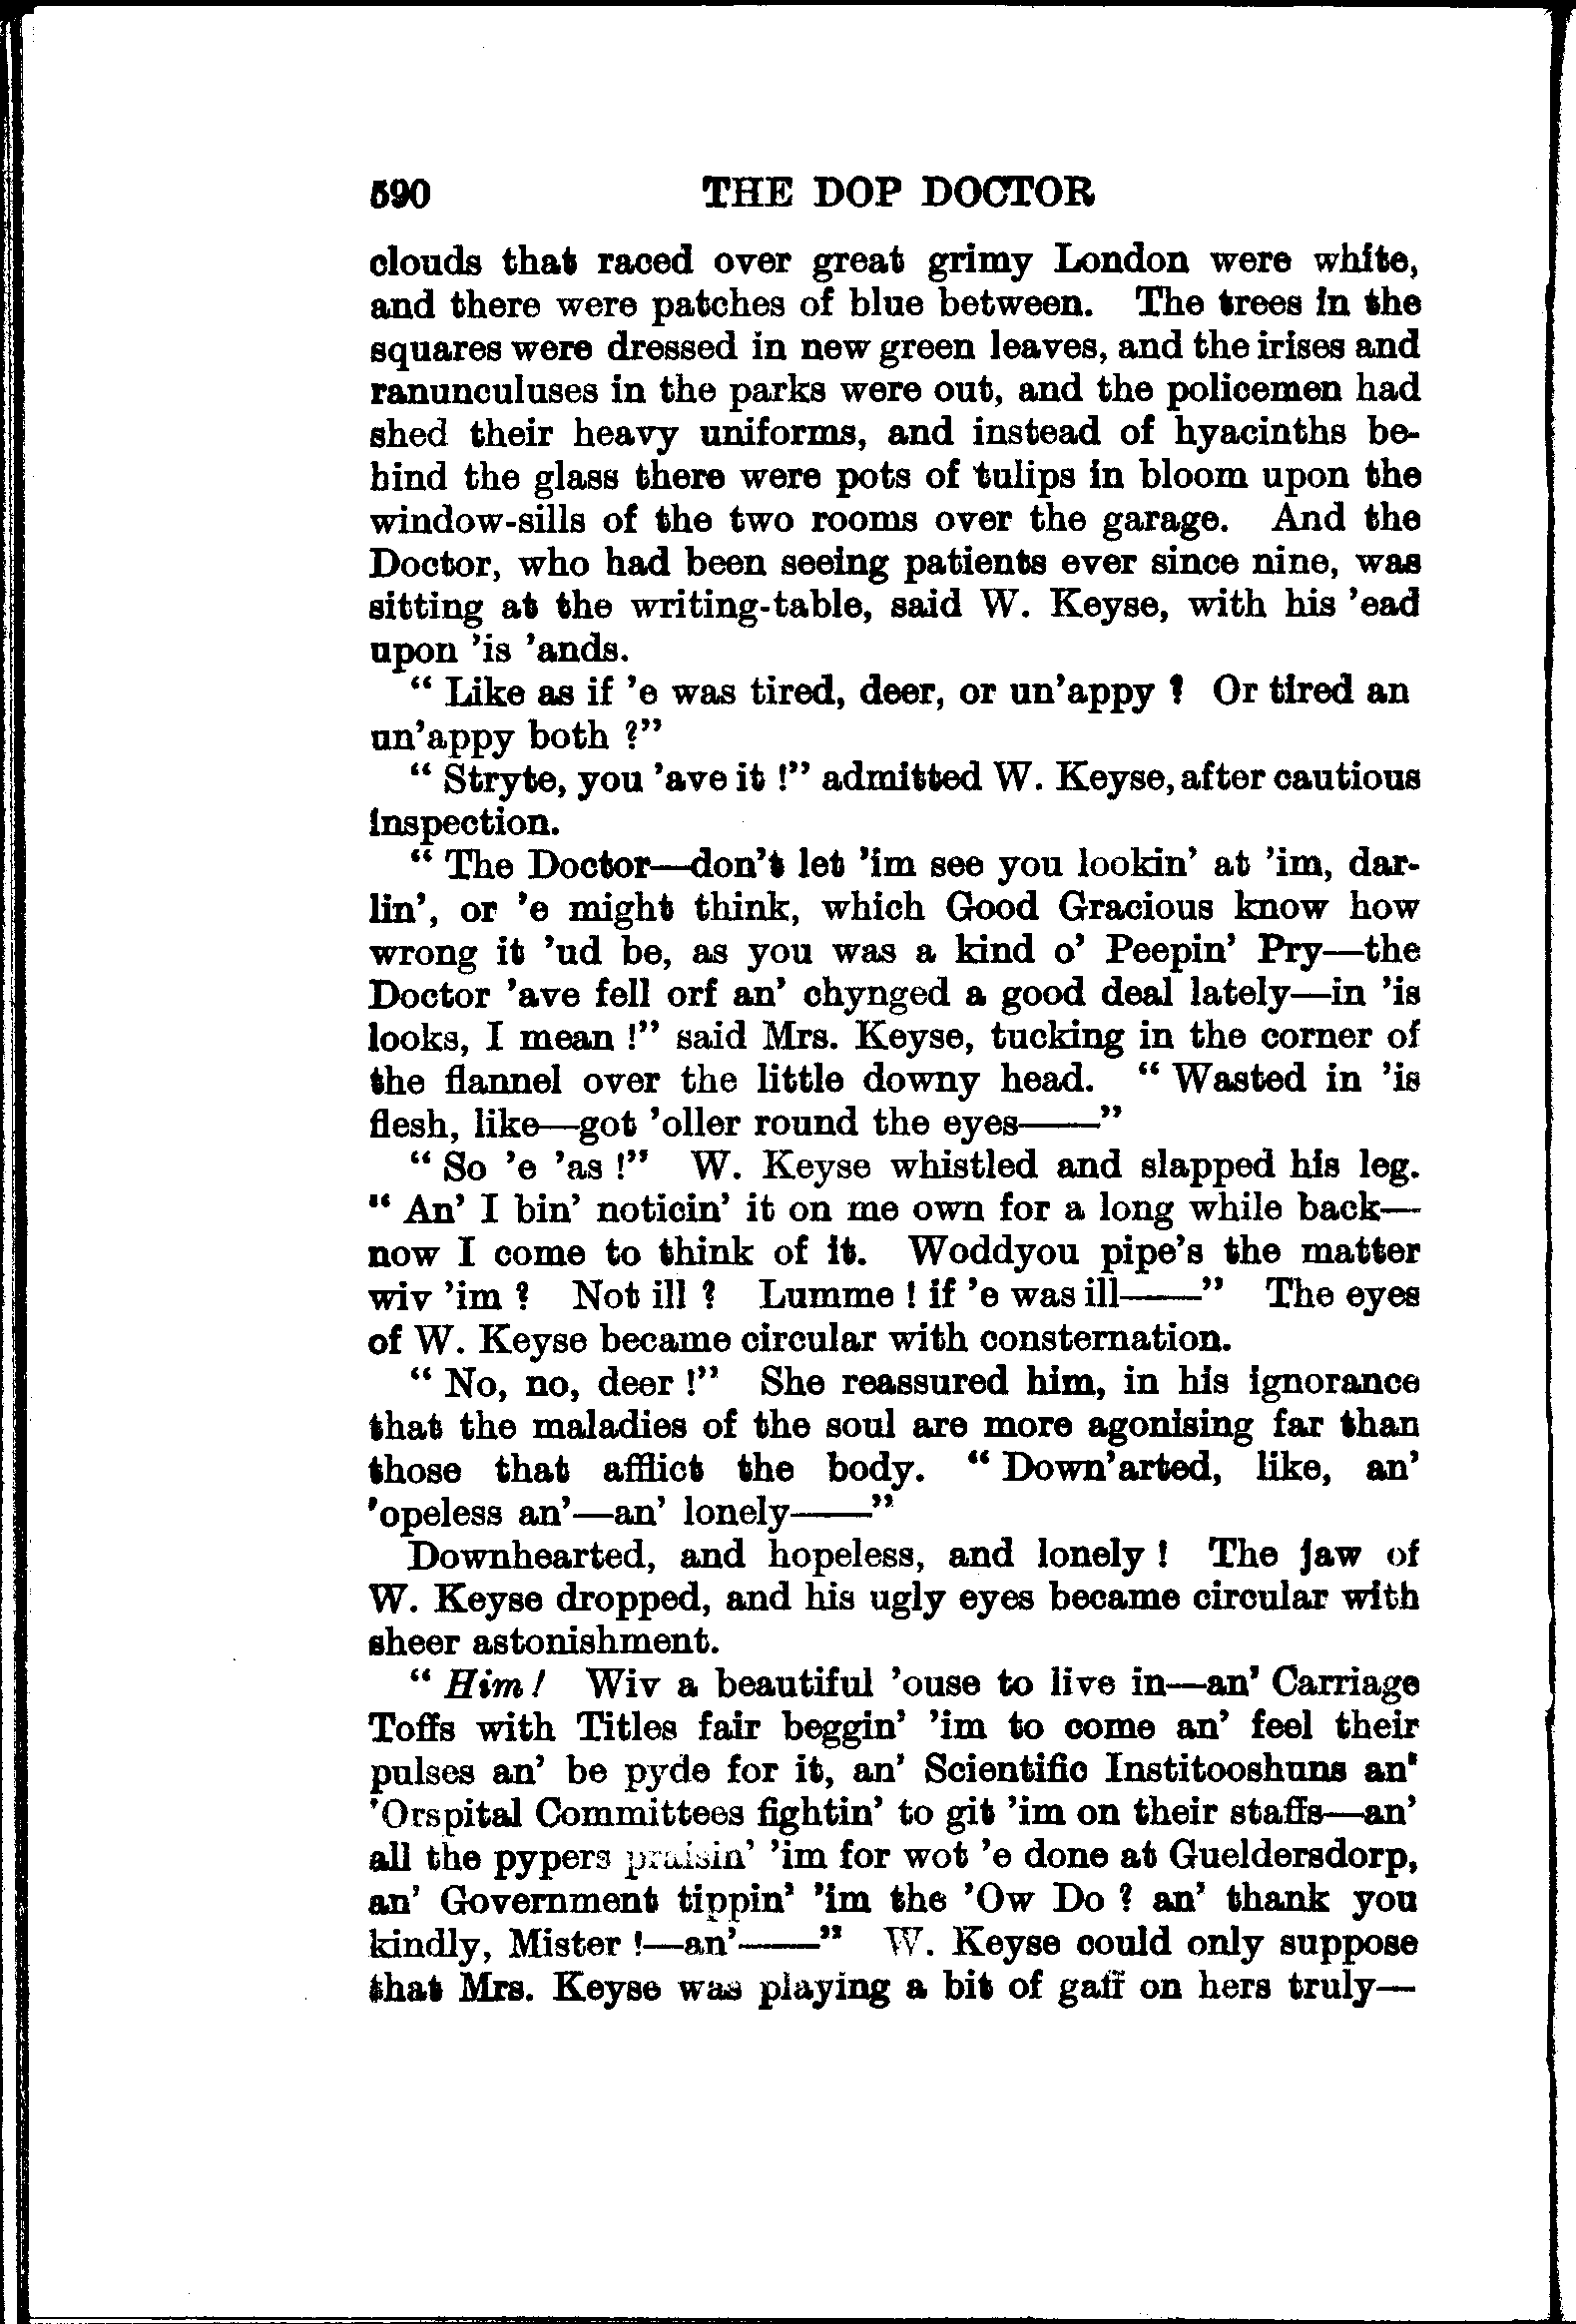 590 THE DOP DOCTOR
clouds that raced over great grimy London were white,
and there were patches of blue between. The trees in the
squares were dressed in new green leaves, and the irises and
ranunculuses in the parks were out, and the policemen had
shed their heavy uniforms, and instead of hyacinths be-
hind the glass there were pots of tulips in bloom upon the
window-sills of the two rooms over the garage. And the
Doctor, who had been seeing patients ever since nine, was
sitting at the writing-table, said W. Keyse, with his 'ead
upon 'is 'ands.
“ Like as if 'e was tired, deer, or un'appy ? Or tired an
un'appy both ?”
“ Stryte, you 'ave it !” admitted W. Keyse, after cautious
inspection.
“ The Doctor—don't let 'im see you lookin' at 'im, dar-
lin', or 'e might think, which Good Gracious know how
wrong it 'ud be, as you was a kind o' Peepin' Pry—the
Doctor 'ave fell orf an' chynged a good deal lately—in 'is
looks, I mean !” said Mrs. Keyse, tucking in the corner of
the flannel over the little downy head. “ Wasted in 'is
flesh, like—got 'oller round the eyes——”
“ So 'e 'as !” W. Keyse whistled and slapped his leg.
“ An' I bin' noticin' it on me own for a long while back—
now I come to think of it. Woddyou pipe's the matter
wiv 'im ? Not ill ? Lumme ! if 'e was ill——” The eyes
of W. Keyse became circular with consternation.
“ No, no, deer !” She reassured him, in his ignorance
that the maladies of the soul are more agonising far than
those that afflict the body. “ Down'arted, like, an'
'opeless an'—an' lonely——”
Downhearted, and hopeless, and lonely ! The jaw of
W. Keyse dropped, and his ugly eyes became circular with
sheer astonishment.
“ Him ! Wiv a beautiful 'ouse to live in—an' Carriage
Toffs with Titles fair beggin' 'im to come an' feel their
pulses an' be pyde for it, an' Scientific Institooshuns an'
'Orspital Committees fightin' to git 'im on their staffs—an'
all the pypers praisin' 'im for wot 'e done at Gueldersdorp,
an' Government tippin' 'im the 'Ow Do ? an' thank you
kindly, Mister !—an'——” W. Keyse could only suppose
that Mrs. Keyse was playing a bit of gaff on hers truly—